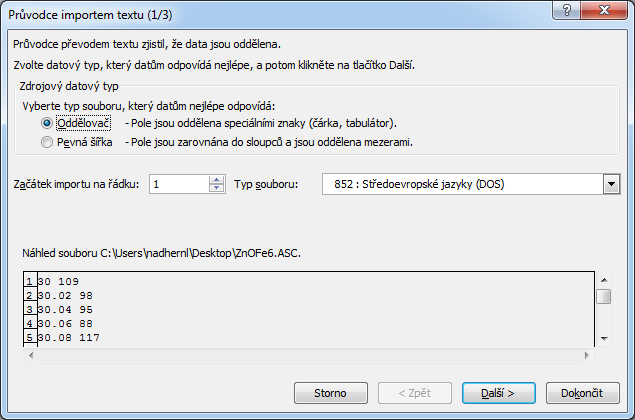 Průvodce importem textu (1/3)
Průvodce převodem textu zjistil, že data jsou oddělena.
Zvolte datový typ, který datům odpovídá nejlépe, a potom klikněte na tlačítko Další.
Zdrojový datový typ
Vyberte typ souboru, který datům nejlépe odpovídá:
Oddělovač - Pole jsou oddělena speciálními znaky (čárka, tabulátor).
Pevná šířka - Pole jsou zarovnána do sloupců a jsou oddělena mezerami.
Začátek importu na řádku: 1 Typ souboru: 852 : Středoevropské jazyky (DOS)
Náhled souboru C:\Users\nadhernl\Desktop\ZnOFe6.ASC.
1 30 109
2 30.02 98
3 30.04 95
4 30.06 88
5 30.08 117
Storno < Zpět Další > Dokončit